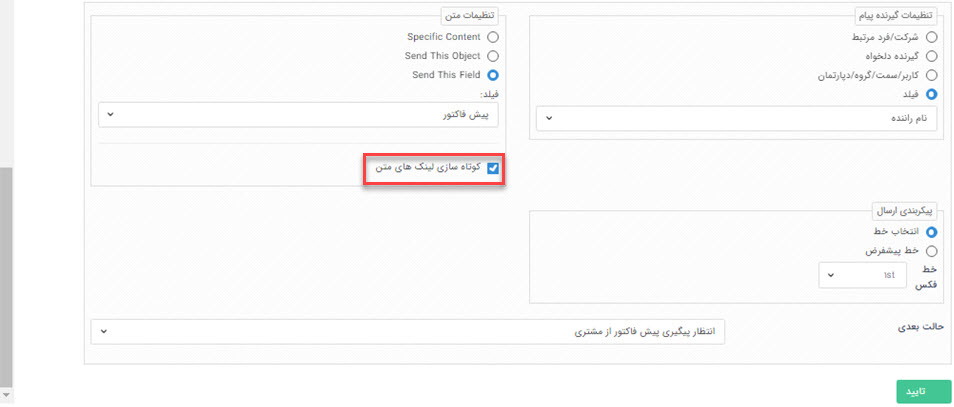 تنظیمات گیرنده پیام
شرکت/فرد مرتبط
گیرنده دلخواه
کاربر/سمت/گروه/دپارتمان
فیلد
نام راننده
تنظیمات متن
Specific Content
Send This Object
Send This Field
فیلد:
پیش فاکتور
کوتاه سازی لینک های متن
پیکربندی ارسال
انتخاب خط
خط پیشفرض
خط
فکس
1st
حالت بعدی
انتظار پیگیری پیش فاکتور از مشتری
تایید